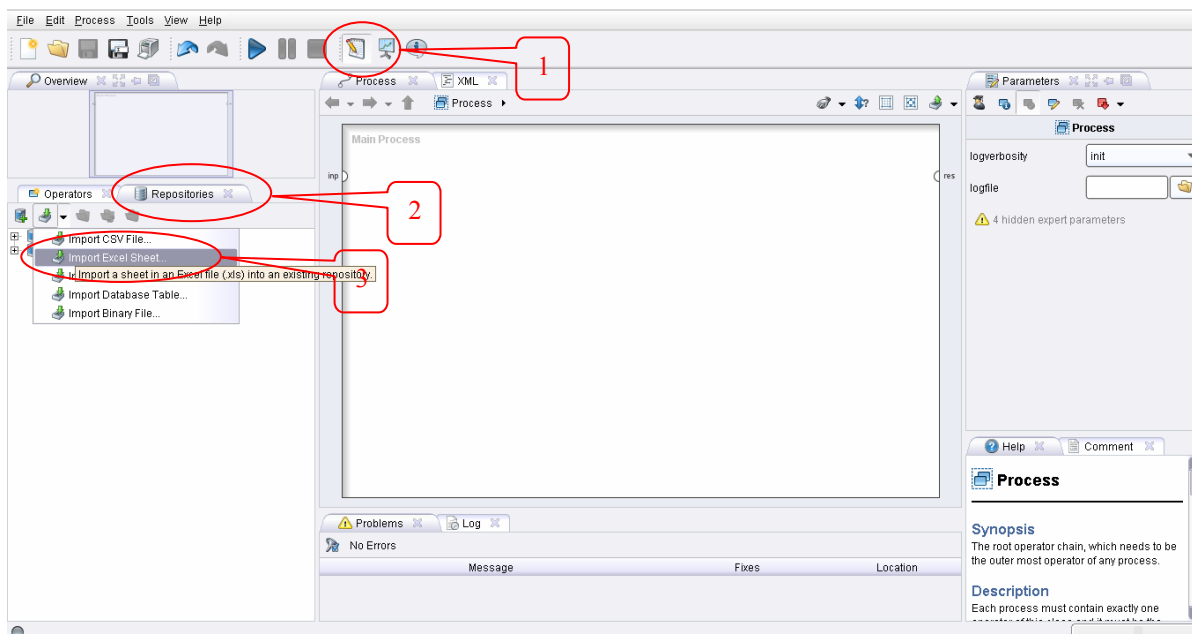 File Edit Process Tools View Help
1
Overview
Process
XML
Parameters
Process
Process
Main Process
logverbosity
init
inp
res
logfile
Operators
Repositories
2
4 hidden expert parameters
Import CSV File...
Import Excel Sheet...
Import a sheet in an Excel file (.xls) into an existing repository.
3
Import Database Table...
Import Binary File...
Help
Comment
Process
Problems
Log
Synopsis
No Errors
The root operator chain, which needs to be
the outer most operator of any process.
Message
Fixes
Location
Description
Each process must contain exactly one